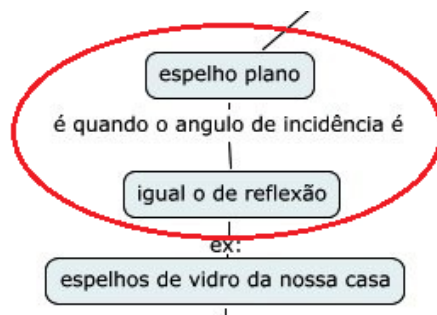 espelho plano
é quando o angulo de incidência é
igual o de reflexão
ex:
espelhos de vidro da nossa casa